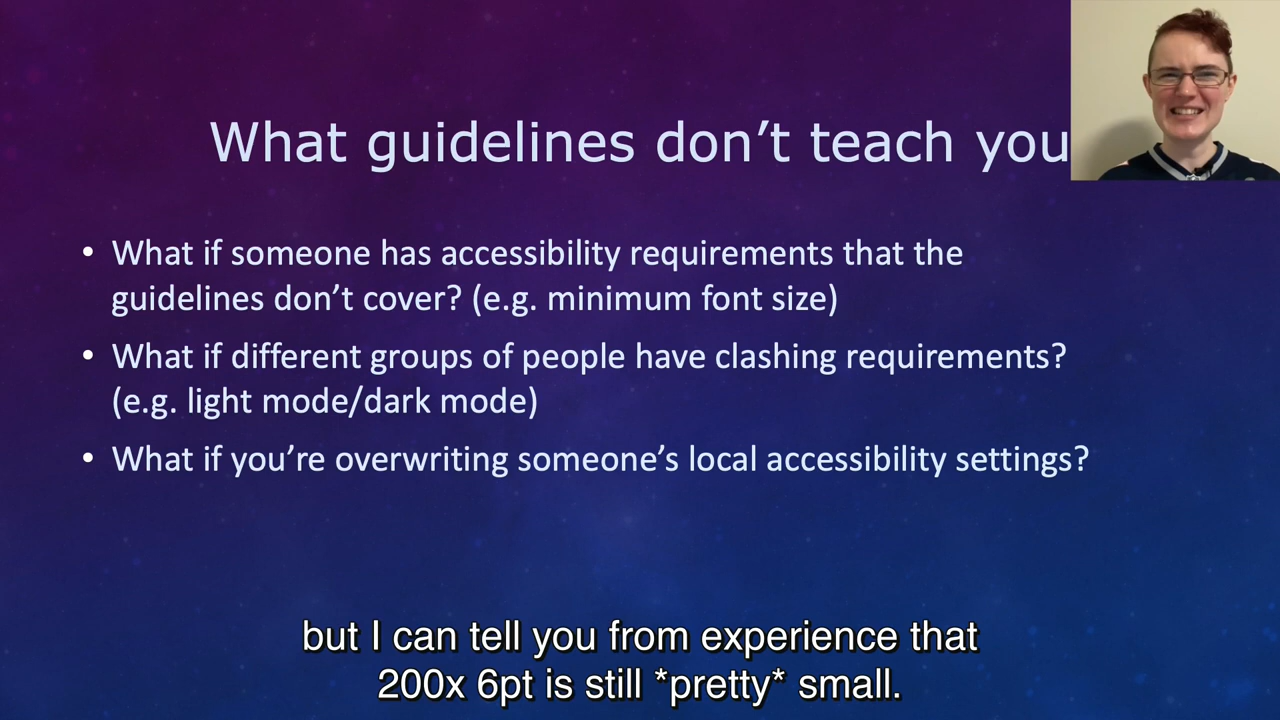 What guidelines don’t teach you
• What if someone has accessibility requirements that the
guidelines don’t cover? (e.g. minimum font size)
• What if different groups of people have clashing requirements?
(e.g. light mode/dark mode)
• What if you’re overwriting someone’s local accessibility settings?
but I can tell you from experience that
200x 6pt is still *pretty* small.